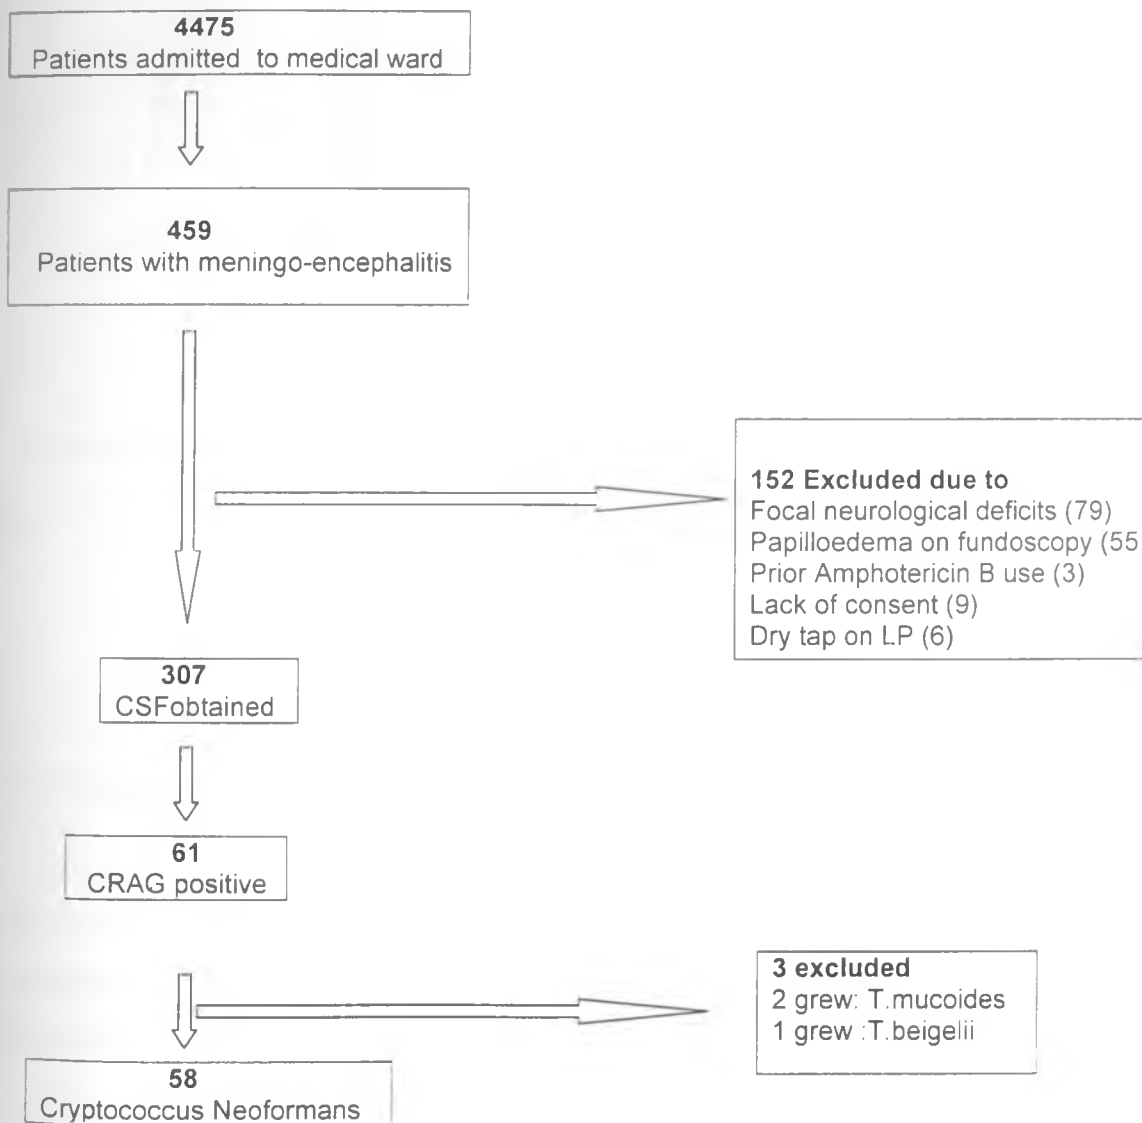 4475
Patients admitted to medical ward
459
Patients with meningo-encephalitis
152 Excluded due to
Focal neurological deficits (79)
Papilloedema on fundoscopy (55
Prior Amphotericin B use (3)
Lack of consent (9)
Dry tap on LP (6)
307
CSFobtained
61
CRAG positive
3 excluded
2 grew: T.mucoides
1 grew :T.beigelii
58
Cryptococcus Neoformans